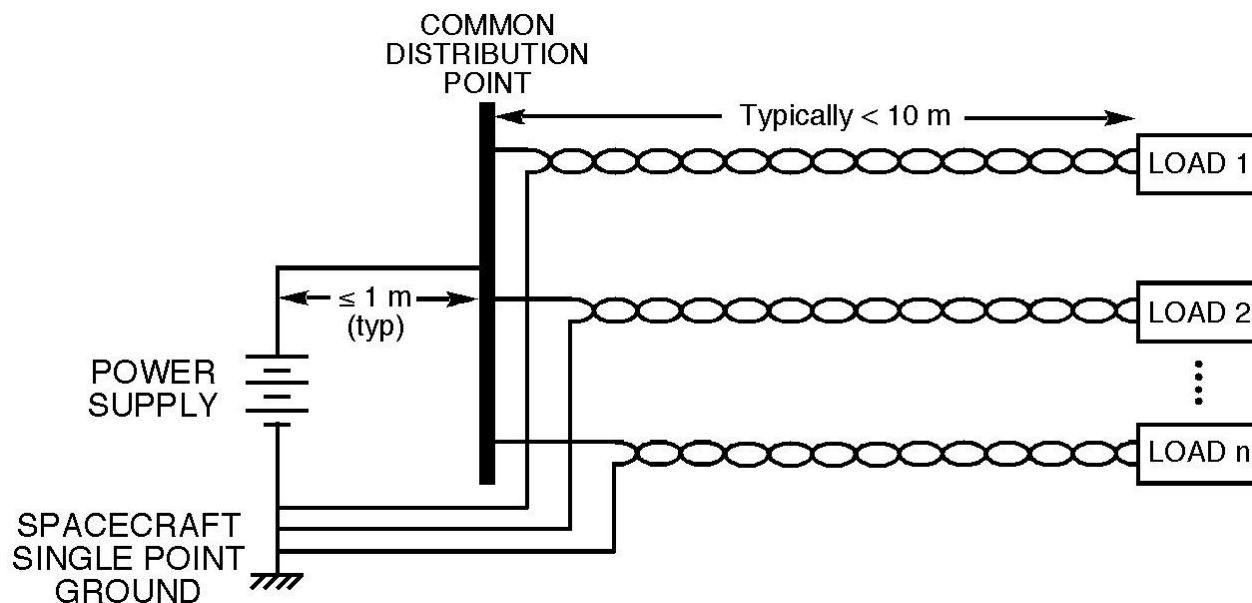 COMMON
DISTRIBUTION
POINT
Typically < 10 m
LOAD 1
≤ 1 m
(typ)
LOAD 2
POWER
SUPPLY
LOAD n
SPACECRAFT
SINGLE POINT
GROUND